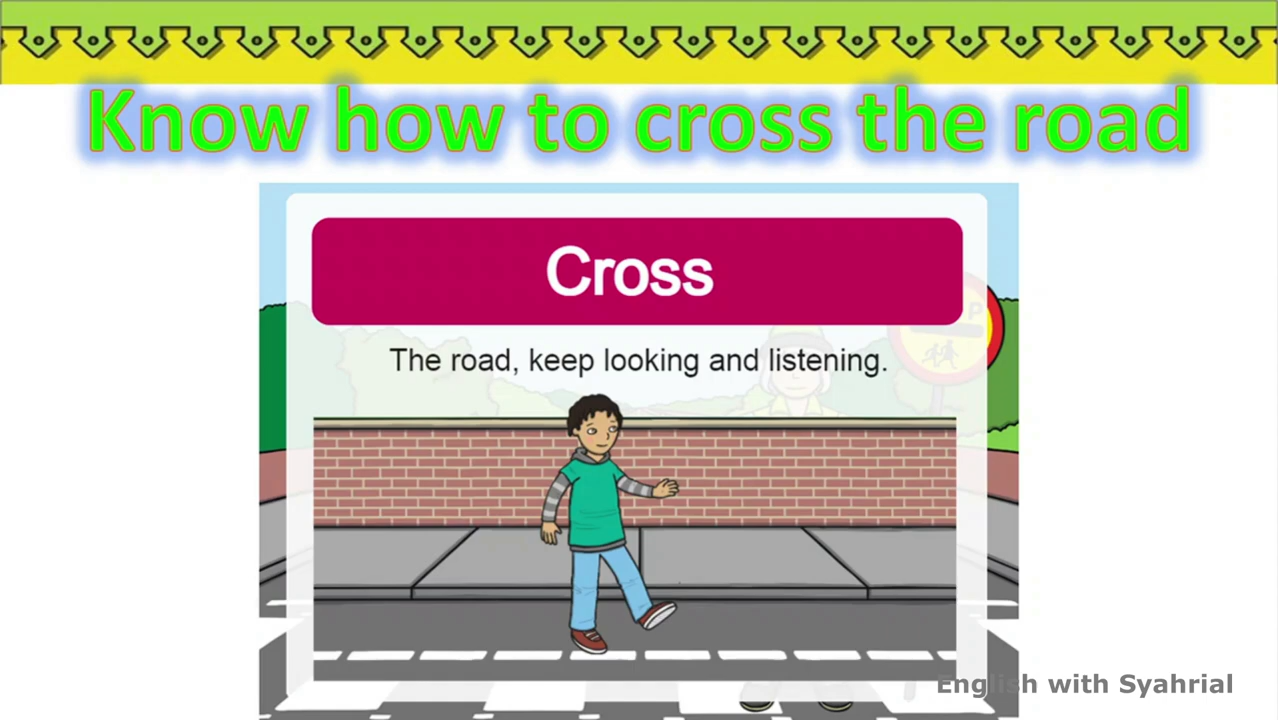 Know how to cross the road
Cross
The road, keep looking and listening.
P
English with Syahrial